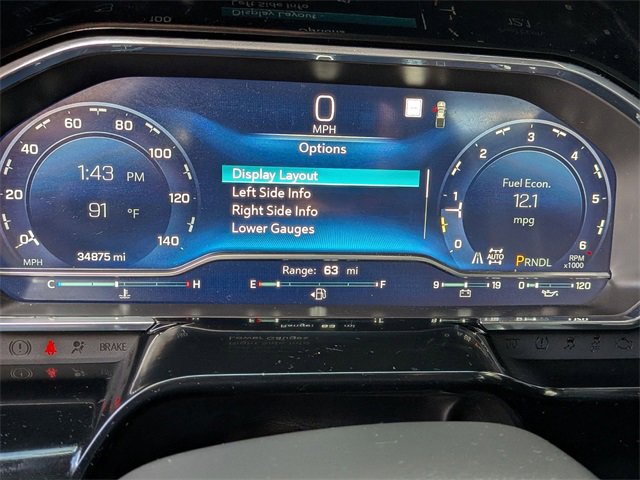 0
MPH
Options
Display Layout
Left Side Info
Right Side Info
Lower Gauges
20 40 60 80 100 120 140
1:43 PM
91 °F
34875 mi
MPH
0 1 2 3 4 5 6
Fuel Econ.
12.1
mpg
AUTO
PRNDL
RPM
x1000
C H
Range: 63 mi
E F
9 19
0 120
BRAKE